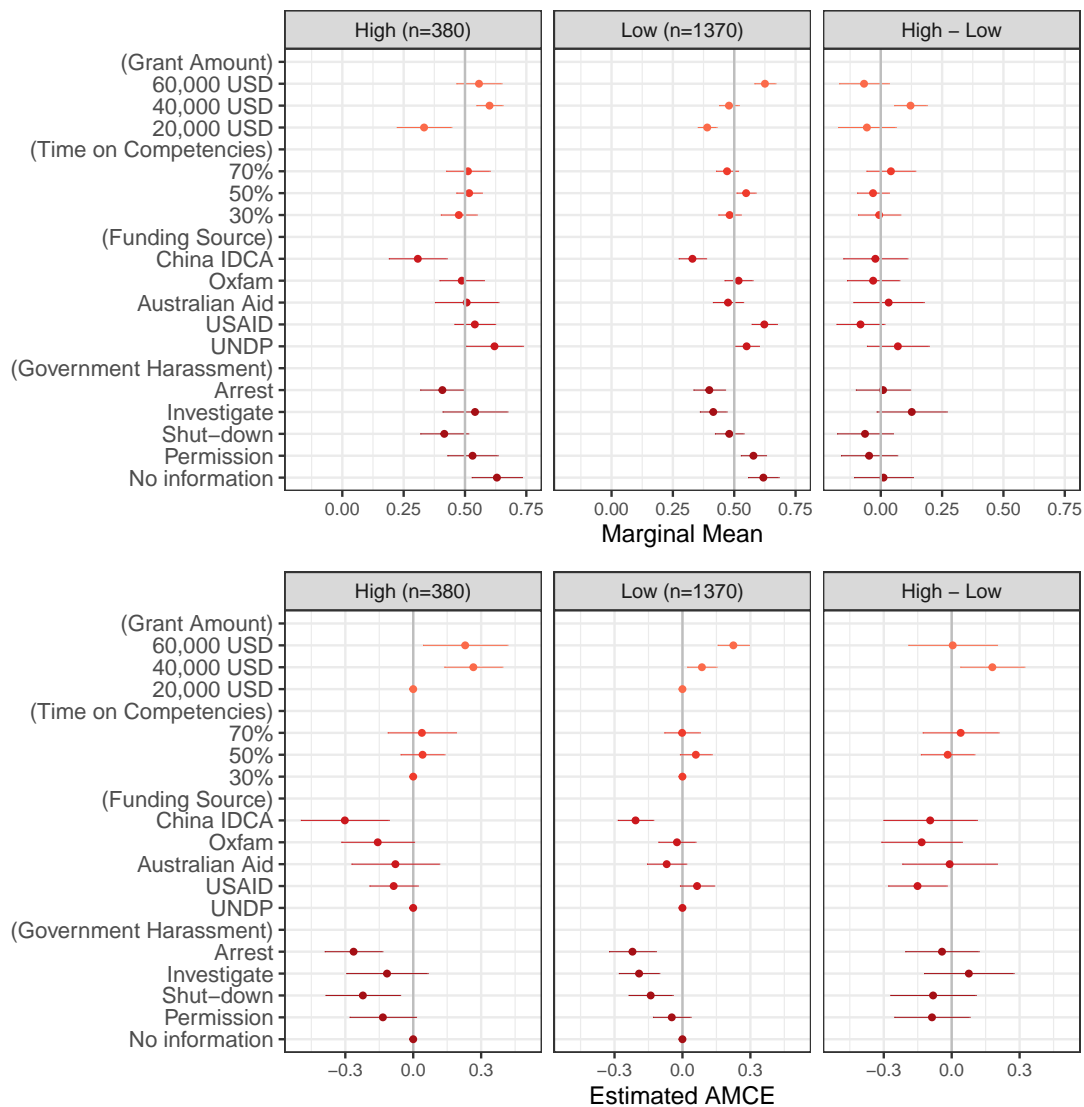 High (n=380)
Low (n=1370)
High − Low
(Grant Amount)
60,000 USD
40,000 USD
20,000 USD
(Time on Competencies)
70%
50%
30%
(Funding Source)
China IDCA
Oxfam
Australian Aid
USAID
UNDP
(Government Harassment)
Arrest
Investigate
Shut−down
Permission
No information
0.00 0.25 0.50 0.75 0.00 0.25 0.50 0.75 0.00 0.25 0.50 0.75
Marginal Mean
High (n=380)
Low (n=1370)
High − Low
(Grant Amount)
60,000 USD
40,000 USD
20,000 USD
(Time on Competencies)
70%
50%
30%
(Funding Source)
China IDCA
Oxfam
Australian Aid
USAID
UNDP
(Government Harassment)
Arrest
Investigate
Shut−down
Permission
No information
−0.3 0.0 0.3 −0.3 0.0 0.3 −0.3 0.0 0.3
Estimated AMCE